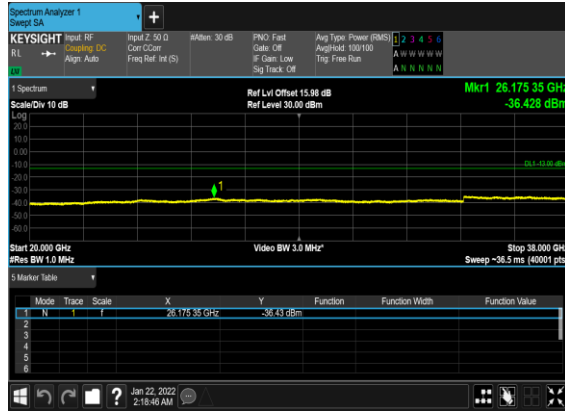 Spectrum Analyzer 1
Swept SA
+
KEYSIGHT Input: RF Input Z: 50 Ω #Atten: 30 dB PNO: Fast Avg Type: Power (RMS) 1 2 3 4 5 6
RL Coupling: DC Corr CCorr Gate: Off Avg|Hold: 100/100 A W W W W W
Align: Auto Freq Ref: Int (S) IF Gain: Low Trig: Free Run
Sig Track: Off A N N N N N
1 Spectrum Ref Lvl Offset 15.98 dB Mkr1 26.175 35 GHz
Scale/Div 10 dB Ref Level 30.00 dBm -36.428 dBm
Log
20.0
10.0
0.00
-10.0 DL1 -13.00 dBm
-20.0
-30.0 1
-40.0
-50.0
-60.0
Start 20.000 GHz Video BW 3.0 MHz* Stop 38.000 GHz
#Res BW 1.0 MHz Sweep ~36.5 ms (40001 pts
5 Marker Table
Mode Trace Scale X Y Function Function Width Function Value
1 N 1 f 26.175 35 GHz -36.43 dBm
2
3
4
5
6
? Jan 22, 2022
2:18:46 AM